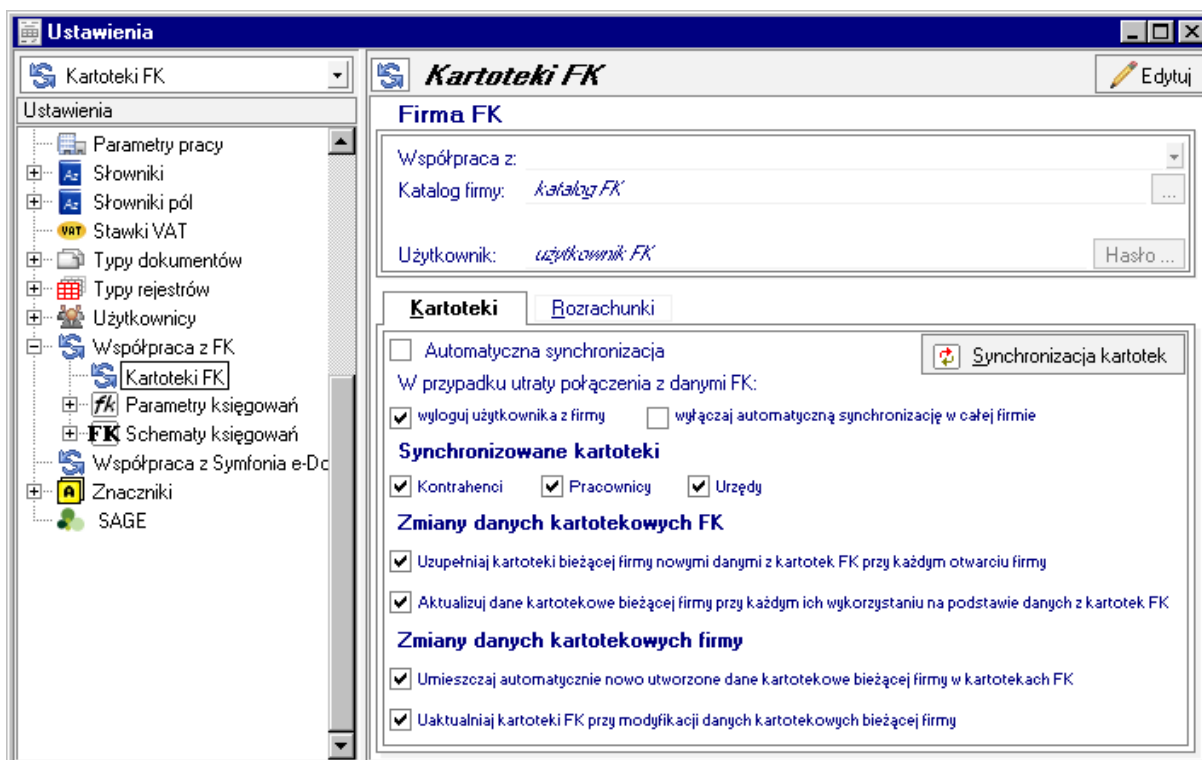 Ustawienia
Kartoteki FK
Ustawienia
Parametry pracy
Słowniki
Słowniki pól
VAT Stawki VAT
Typy dokumentów
Typy rejestrów
Użytkownicy
Współpraca z FK
Kartoteki FK
fk Parametry księgowań
FK Schematy księgowań
Współpraca z Symfonia e-Do
Znaczniki
SAGE
Kartoteki FK
Edytuj
Firma FK
Współpraca z:
Katalog firmy: katalog FK ...
Użytkownik: użytkownik FK Hasło ...
Kartoteki Rozrachunki
Automatyczna synchronizacja Synchronizacja kartotek
W przypadku utraty połączenia z danymi FK:
wyloguj użytkownika z firmy wyłączaj automatyczną synchronizację w całej firmie
Synchronizowane kartoteki
Kontrahenci Pracownicy Urzędy
Zmiany danych kartotekowych FK
Uzupełniaj kartoteki bieżącej firmy nowymi danymi z kartotek FK przy każdym otwarciu firmy
Aktualizuj dane kartotekowe bieżącej firmy przy każdym ich wykorzystaniu na podstawie danych z kartotek FK
Zmiany danych kartotekowych firmy
Umieszczaj automatycznie nowo utworzone dane kartotekowe bieżącej firmy w kartotekach FK
Uaktualniaj kartoteki FK przy modyfikacji danych kartotekowych bieżącej firmy